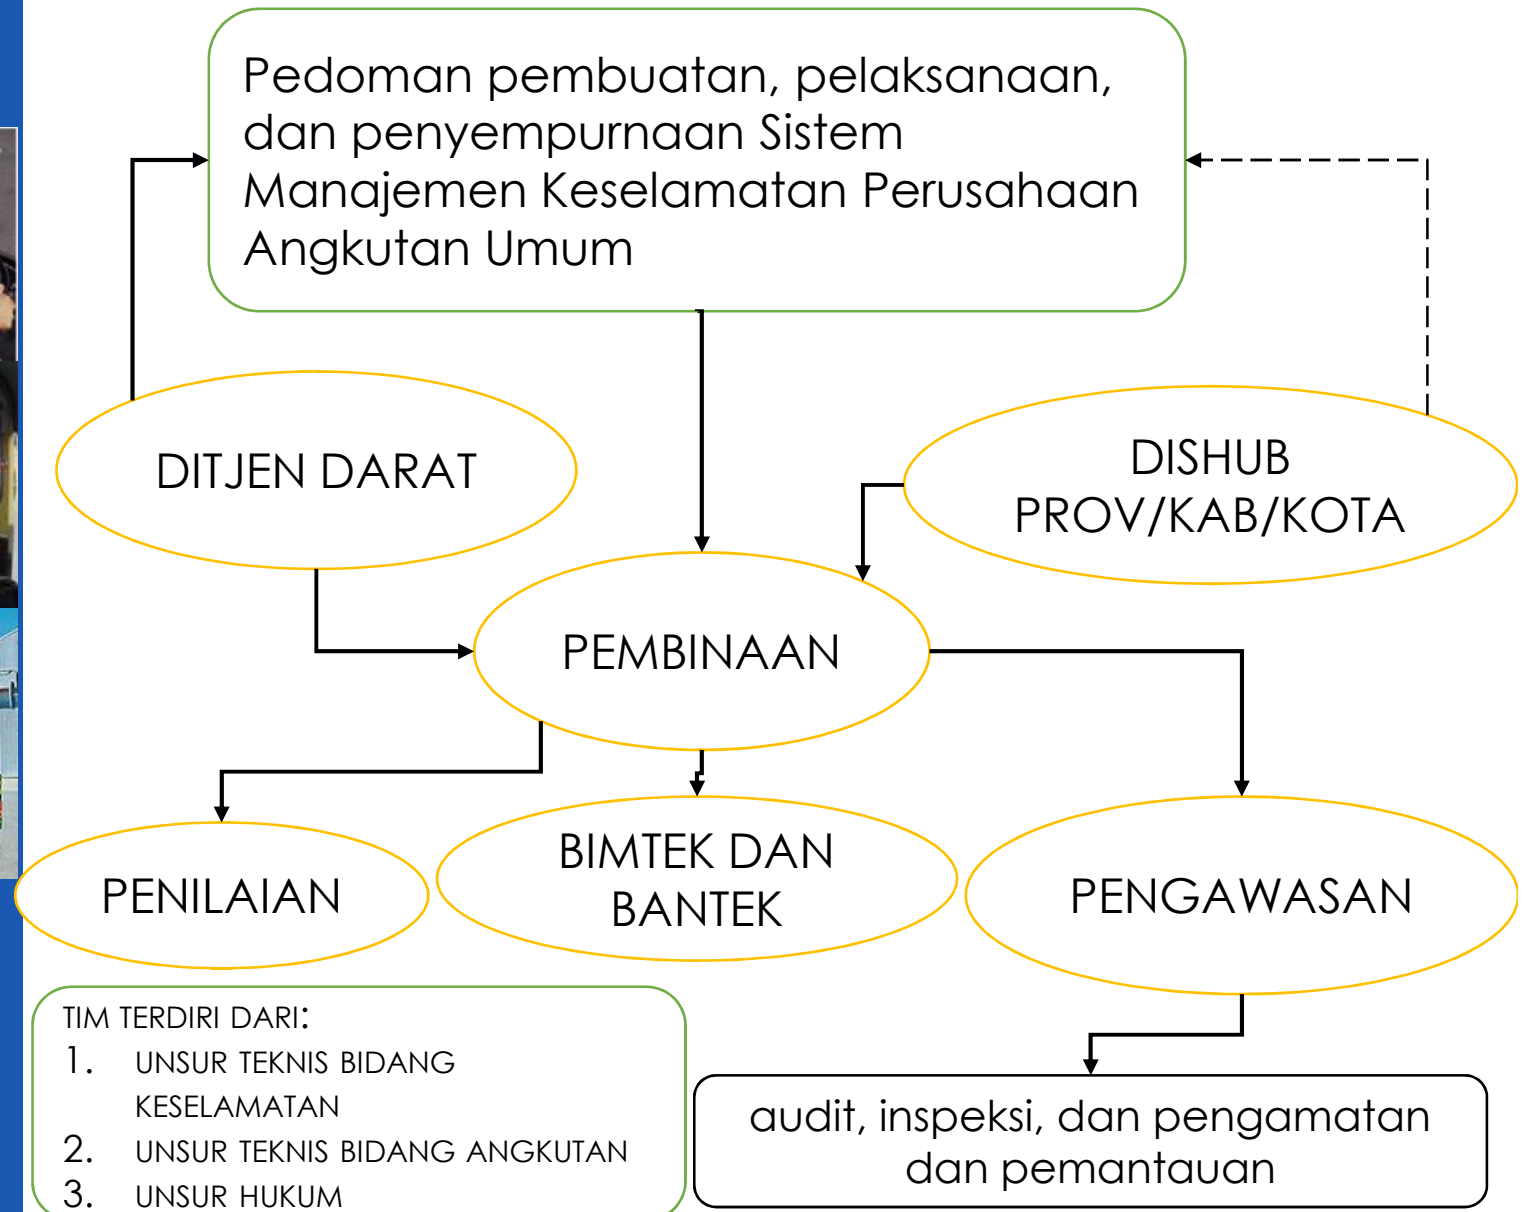 Pedoman pembuatan, pelaksanaan,
dan penyempurnaan Sistem
Manajemen Keselamatan Perusahaan
Angkutan Umum
DITJEN DARAT
DISHUB
PROV/KAB/KOTA
PEMBINAAN
PENILAIAN
BIMTEK DAN
BANTEK
PENGAWASAN
TIM TERDIRI DARI:
1. UNSUR TEKNIS BIDANG
KESELAMATAN
2. UNSUR TEKNIS BIDANG ANGKUTAN
3. UNSUR HUKUM
audit, inspeksi, dan pengamatan
dan pemantauan